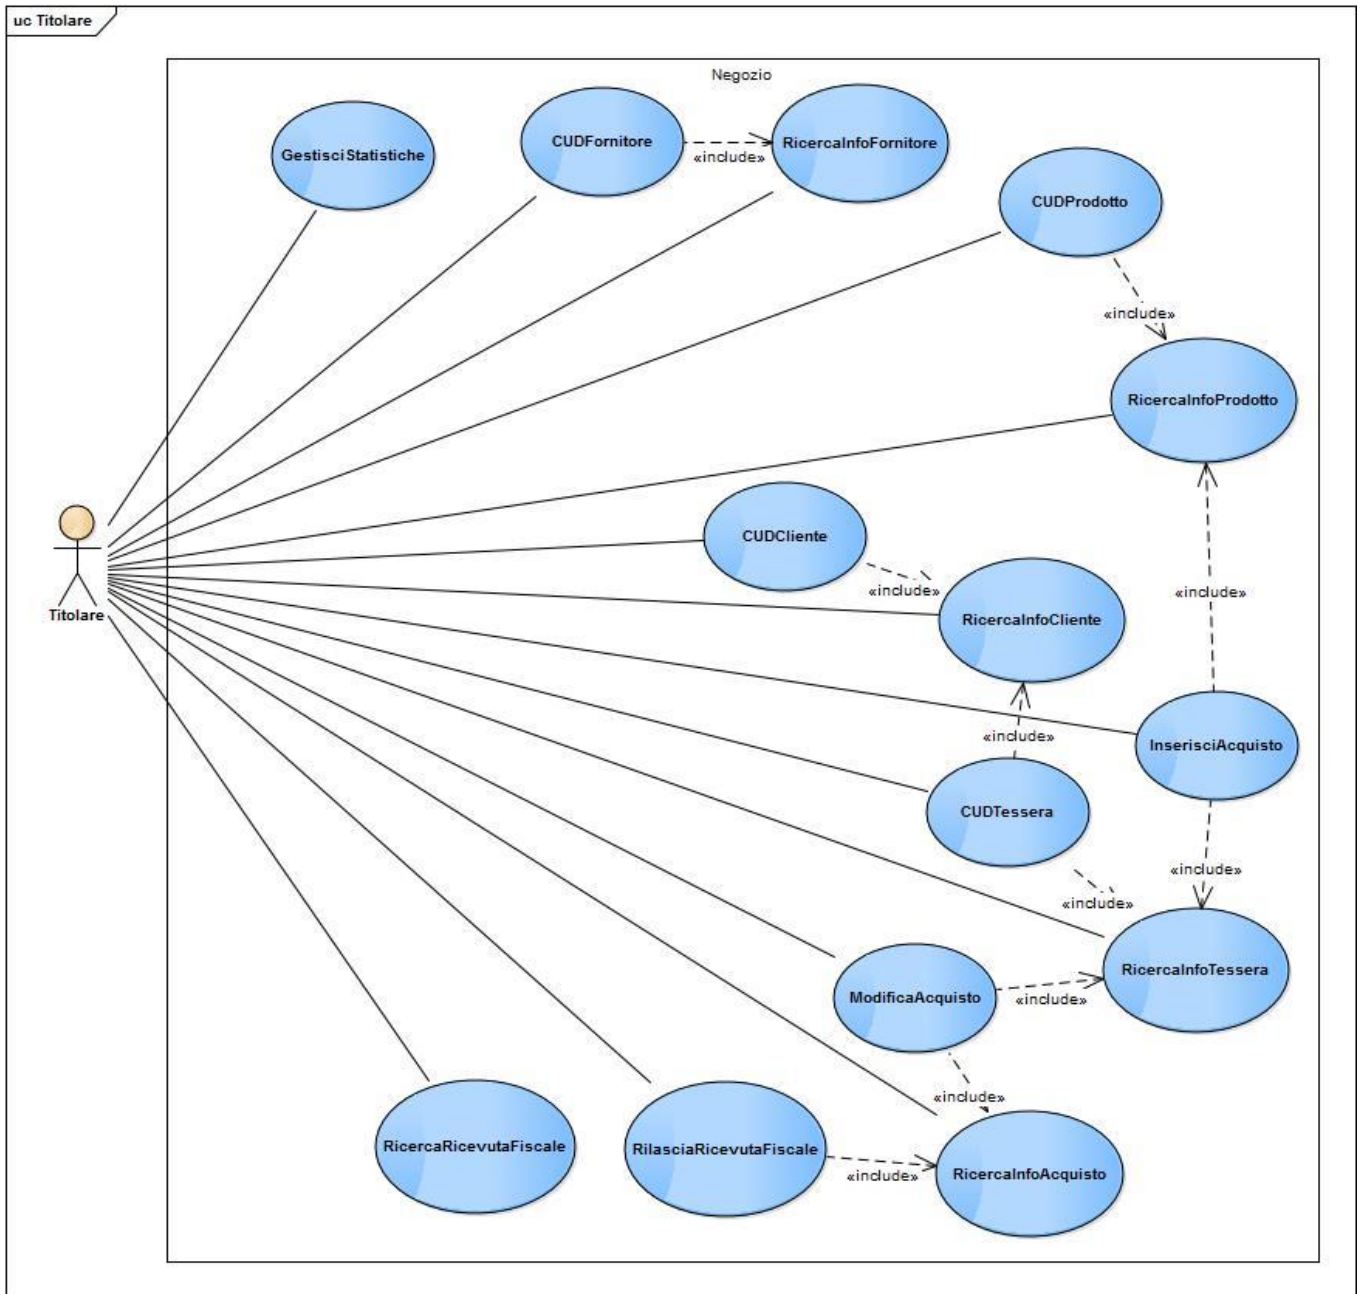 uc Titolare
Negozio
GestisciStatistiche
CUDFornitore
«include»
RicercaInfoFornitore
CUDProdotto
«include»
RicercaInfoProdotto
CUDCliente
«include»
RicercaInfoCliente
«include»
Titolare
«include»
InserisciAcquisto
CUDTessera
«include»
«include»
RicercaInfoTessera
ModificaAcquisto
«include»
«include»
RicercaRicevutaFiscale
RilasciaRicevutaFiscale
«include»
RicercaInfoAcquisto